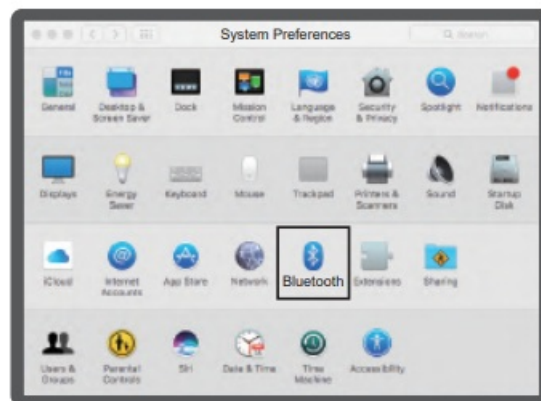 System Preferences
Search
General
Desktop &
Screen Saver
Dock
Mission
Control
Language
& Region
Security
& Privacy
Spotlight
Notifications
Displays
Energy
Saver
Keyboard
Mouse
Trackpad
Printers &
Scanners
Sound
Startup
Disk
iCloud
Internet
Accounts
App Store
Network
Bluetooth
Extensions
Sharing
Users &
Groups
Parental
Controls
Siri
Date & Time
Time
Machine
Accessibility